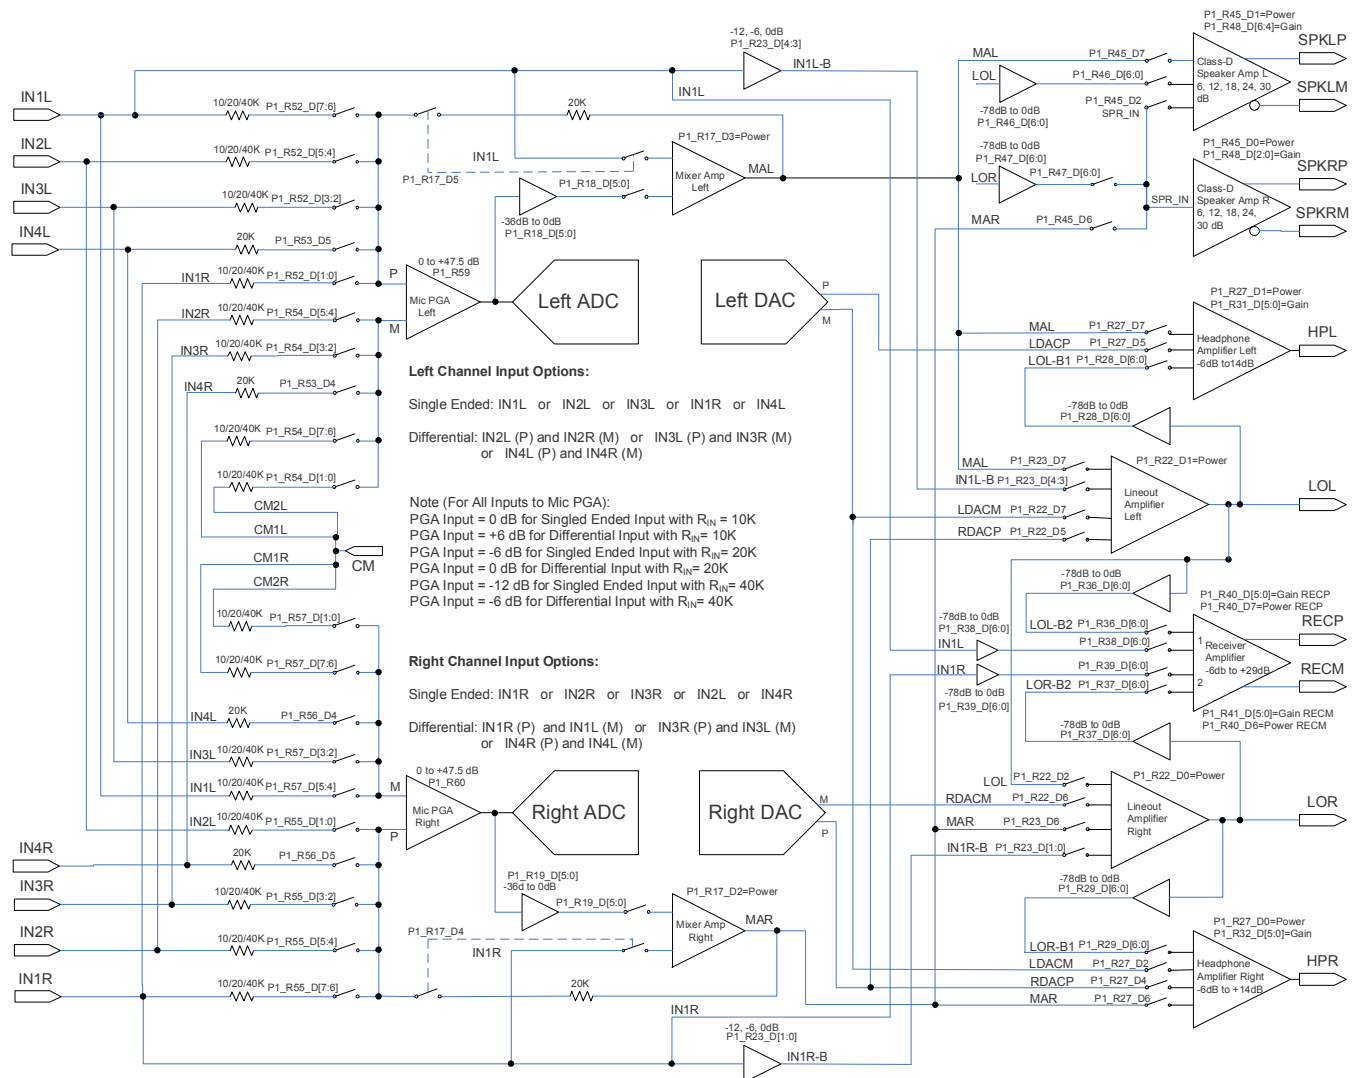 -12, -6, 0dB
P1_R23_D[4:3]
IN1L-B
IN1L
P1_R45_D1=Power
P1_R48_D[6:4]=Gain
MAL
P1_R45_D7
LOL
P1_R46_D[6:0]
-78dB to 0dB
P1_R46_D[6:0]
P1_R45_D2
SPR_IN
Class-D
Speaker Amp L
6, 12, 18, 24, 30
dB
SPKLP
SPKLM
-78dB to 0dB
P1_R47_D[6:0]
LOR
P1_R47_D[6:0]
MAR
P1_R45_D6
SPR_IN
P1_R45_D0=Power
P1_R48_D[2:0]=Gain
Class-D
Speaker Amp R
6, 12, 18, 24,
30 dB
SPKRP
SPKRM
IN1L
10/20/40K P1_R52_D[7:6]
IN2L
10/20/40K P1_R52_D[5:4]
IN3L
10/20/40K P1_R52_D[3:2]
IN4L
20K P1_R53_D5
IN1R 10/20/40K P1_R52_D[1:0]
IN2R 10/20/40K P1_R54_D[5:4]
IN3R 10/20/40K P1_R54_D[3:2]
IN4R 20K P1_R53_D4
10/20/40K P1_R54_D[7:6]
10/20/40K P1_R54_D[1:0]
CM2L
CM1L
CM1R
CM2R
CM
20K
P1_R17_D5
IN1L
P1_R17_D3=Power
Mixer Amp
Left
MAL
P1_R18_D[5:0]
-36dB to 0dB
P1_R18_D[5:0]
0 to +47.5 dB
P1_R59
P
M
Mic PGA
Left
Left ADC
Left DAC
P
M
Left Channel Input Options:
Single Ended: IN1L or IN2L or IN3L or IN1R or IN4L
Differential: IN2L (P) and IN2R (M) or IN3L (P) and IN3R (M)
or IN4L (P) and IN4R (M)
Note (For All Inputs to Mic PGA):
PGA Input = 0 dB for Singled Ended Input with RIN = 10K
PGA Input = +6 dB for Differential Input with RIN= 10K
PGA Input = -6 dB for Singled Ended Input with RIN= 20K
PGA Input = 0 dB for Differential Input with RIN= 20K
PGA Input = -12 dB for Singled Ended Input with RIN= 40K
PGA Input = -6 dB for Differential Input with RIN= 40K
Right Channel Input Options:
Single Ended: IN1R or IN2R or IN3R or IN2L or IN4R
Differential: IN1R (P) and IN1L (M) or IN3R (P) and IN3L (M)
or IN4R (P) and IN4L (M)
P1_R27_D1=Power
P1_R31_D[5:0]=Gain
MAL P1_R27_D7
LDACP P1_R27_D5
LOL-B1 P1_R28_D[6:0]
Headphone
Amplifier Left
-6dB to14dB
HPL
-78dB to 0dB
P1_R28_D[6:0]
MAL P1_R23_D7
IN1L-B P1_R23_D[4:3]
LDACM P1_R22_D7
RDACP P1_R22_D5
P1_R22_D1=Power
Lineout
Amplifier
Left
LOL
-78dB to 0dB
P1_R36_D[6:0]
LOL-B2 P1_R36_D[6:0]
-78dB to 0dB
P1_R38_D[6:0]
IN1L
P1_R38_D[6:0]
IN1R
P1_R39_D[6:0]
-78dB to 0dB
P1_R39_D[6:0]
LOR-B2 P1_R37_D[6:0]
P1_R40_D[5:0]=Gain RECP
P1_R40_D7=Power RECP
1
Receiver
Amplifier
-6db to +29dB
2
RECP
RECM
P1_R41_D[5:0]=Gain RECM
P1_R40_D6=Power RECM
-78dB to 0dB
P1_R37_D[6:0]
10/20/40K P1_R57_D[1:0]
10/20/40K P1_R57_D[7:6]
IN4L 20K P1_R56_D4
IN3L 10/20/40K P1_R57_D[3:2]
IN1L 10/20/40K P1_R57_D[5:4]
IN2L 10/20/40K P1_R55_D[1:0]
IN4R
20K P1_R56_D5
IN3R
10/20/40K P1_R55_D[3:2]
IN2R
10/20/40K P1_R55_D[5:4]
IN1R
10/20/40K P1_R55_D[7:6]
0 to +47.5 dB
P1_R60
M
P
Mic PGA
Right
Right ADC
Right DAC
M
P
LOL P1_R22_D2
RDACM P1_R22_D6
MAR P1_R23_D6
IN1R-B P1_R23_D[1:0]
P1_R22_D0=Power
Lineout
Amplifier
Right
LOR
P1_R19_D[5:0]
-36d to 0dB
P1_R19_D[5:0]
P1_R17_D4
IN1R
P1_R17_D2=Power
Mixer Amp
Right
MAR
20K
IN1R
-12, -6, 0dB
P1_R23_D[1:0]
IN1R-B
-78dB to 0dB
P1_R29_D[6:0]
LOR-B1 P1_R29_D[6:0]
LDACM P1_R27_D2
RDACP P1_R27_D4
MAR P1_R27_D6
P1_R27_D0=Power
P1_R32_D[5:0]=Gain
Headphone
Amplifier Right
-6dB to +14dB
HPR